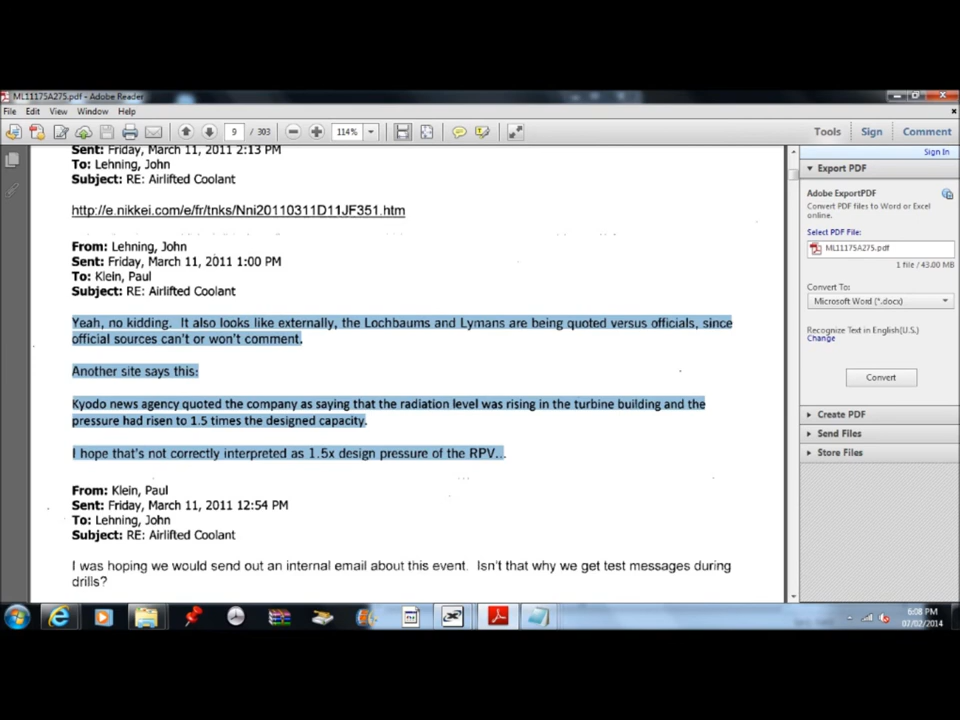 ML11175A275.pdf - Adobe Reader
File Edit View Window Help
9 / 303 114% Tools Sign Comment
Sent: Friday, March 11, 2011 2:13 PM
To: Lehning, John
Subject: RE: Airlifted Coolant
http://e.nikkei.com/e/fr/tnks/Nni20110311D11JF351.htm
From: Lehning, John
Sent: Friday, March 11, 2011 1:00 PM
To: Klein, Paul
Subject: RE: Airlifted Coolant
Yeah, no kidding. It also looks like externally, the Lochbaums and Lymans are being quoted versus officials, since
official sources can't or won't comment.
Another site says this:
Kyodo news agency quoted the company as saying that the radiation level was rising in the turbine building and the
pressure had risen to 1.5 times the designed capacity.
I hope that's not correctly interpreted as 1.5x design pressure of the RPV...
From: Klein, Paul
Sent: Friday, March 11, 2011 12:54 PM
To: Lehning, John
Subject: RE: Airlifted Coolant
I was hoping we would send out an internal email about this event. Isn't that why we get test messages during
drills?
Sign In
Export PDF
Adobe ExportPDF
Convert PDF files to Word or Excel
online.
Select PDF File:
ML11175A275.pdf
1 file / 43.00 MB
Convert To:
Microsoft Word (*.docx)
Recognize Text in English(U.S.)
Change
Convert
Create PDF
Send Files
Store Files
6:08 PM
07/02/2014